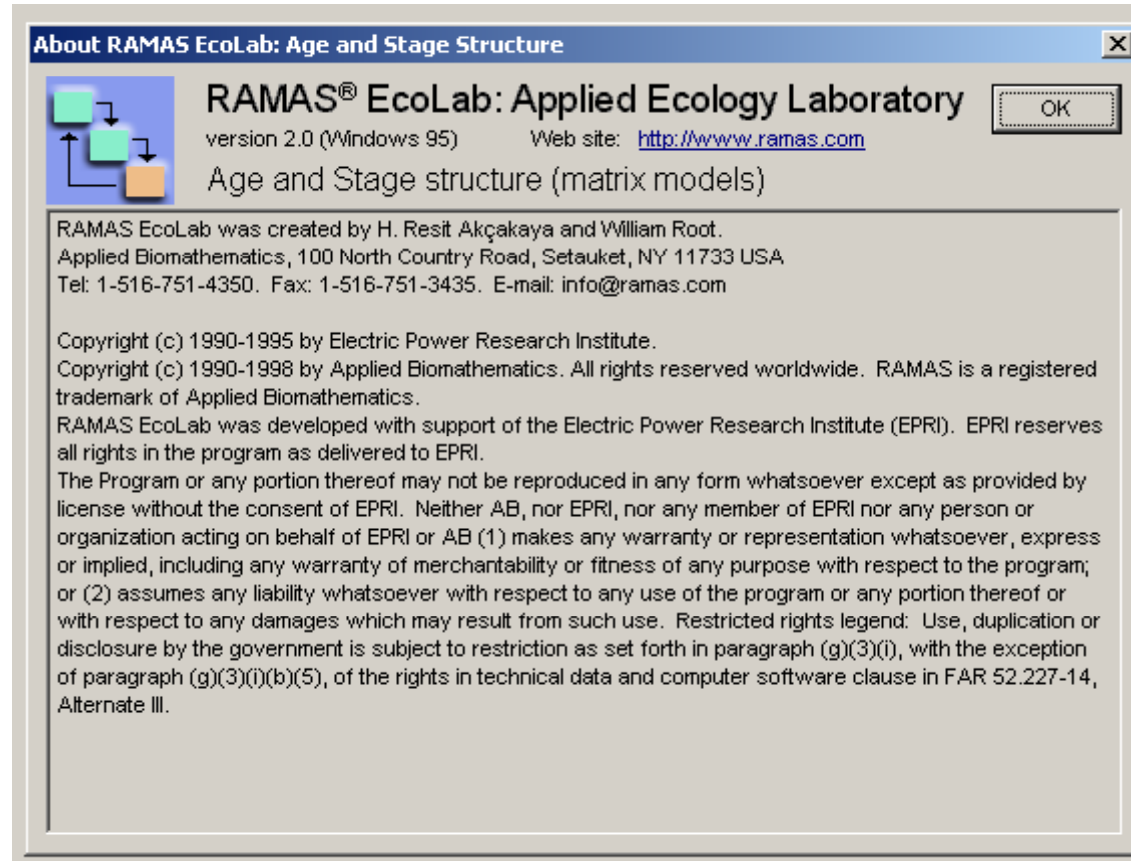 About RAMAS EcoLab: Age and Stage Structure
RAMAS® EcoLab: Applied Ecology Laboratory
OK
version 2.0 (Windows 95) Web site: http://www.ramas.com
Age and Stage structure (matrix models)
RAMAS EcoLab was created by H. Resit Akçakaya and William Root.
Applied Biomathematics, 100 North Country Road, Setauket, NY 11733 USA
Tel: 1-516-751-4350. Fax: 1-516-751-3435. E-mail: info@ramas.com
Copyright (c) 1990-1995 by Electric Power Research Institute.
Copyright (c) 1990-1998 by Applied Biomathematics. All rights reserved worldwide. RAMAS is a registered
trademark of Applied Biomathematics.
RAMAS EcoLab was developed with support of the Electric Power Research Institute (EPRI). EPRI reserves
all rights in the program as delivered to EPRI.
The Program or any portion thereof may not be reproduced in any form whatsoever except as provided by
license without the consent of EPRI. Neither AB, nor EPRI, nor any member of EPRI nor any person or
organization acting on behalf of EPRI or AB (1) makes any warranty or representation whatsoever, express
or implied, including any warranty of merchantability or fitness of any purpose with respect to the program;
or (2) assumes any liability whatsoever with respect to any use of the program or any portion thereof or
with respect to any damages which may result from such use. Restricted rights legend: Use, duplication or
disclosure by the government is subject to restriction as set forth in paragraph (g)(3)(i), with the exception
of paragraph (g)(3)(i)(b)(5), of the rights in technical data and computer software clause in FAR 52.227-14,
Alternate III.